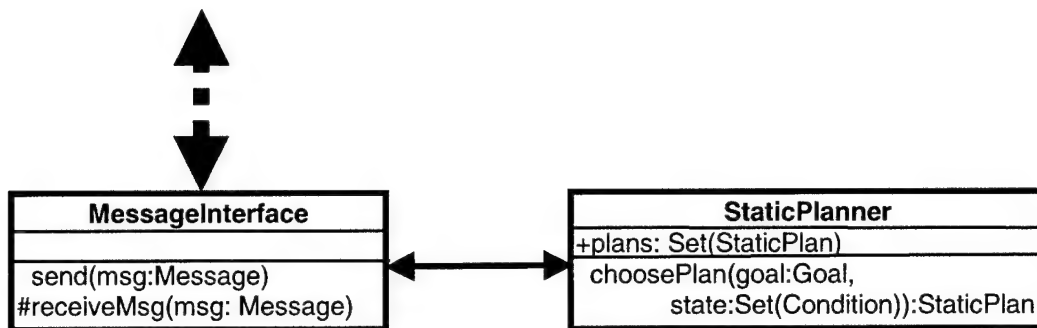 MessageInterface
send(msg:Message)
#receiveMsg(msg: Message)
StaticPlanner
+plans: Set(StaticPlan)
choosePlan(goal:Goal,
state:Set(Condition)):StaticPlan